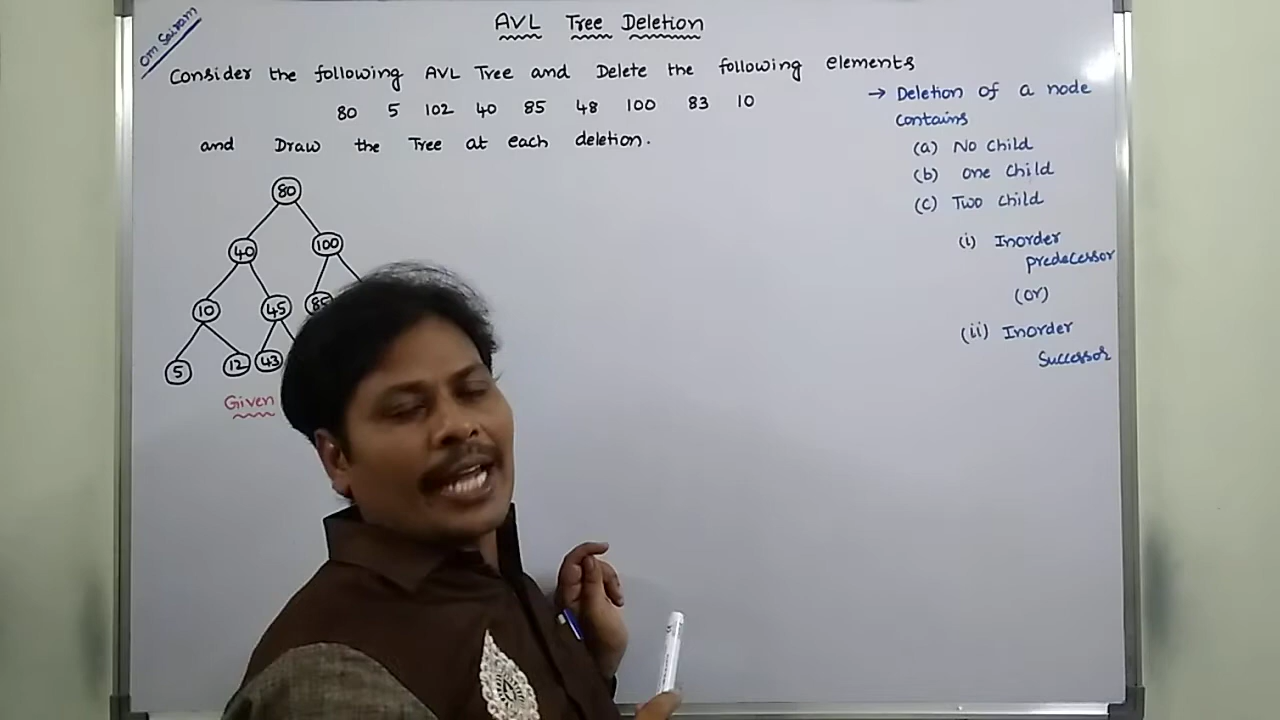 Om Sairam
AVL Tree Deletion
Consider the following AVL Tree and Delete the following elements
80 5 102 40 85 48 100 83 10
and Draw the Tree at each deletion.
→ Deletion of a node
contains
(a) No Child
(b) One Child
(c) Two Child
(i) Inorder
predecessor
(or)
(ii) Inorder
Successor
80
40 100
10 45 85
5 12 43
Given